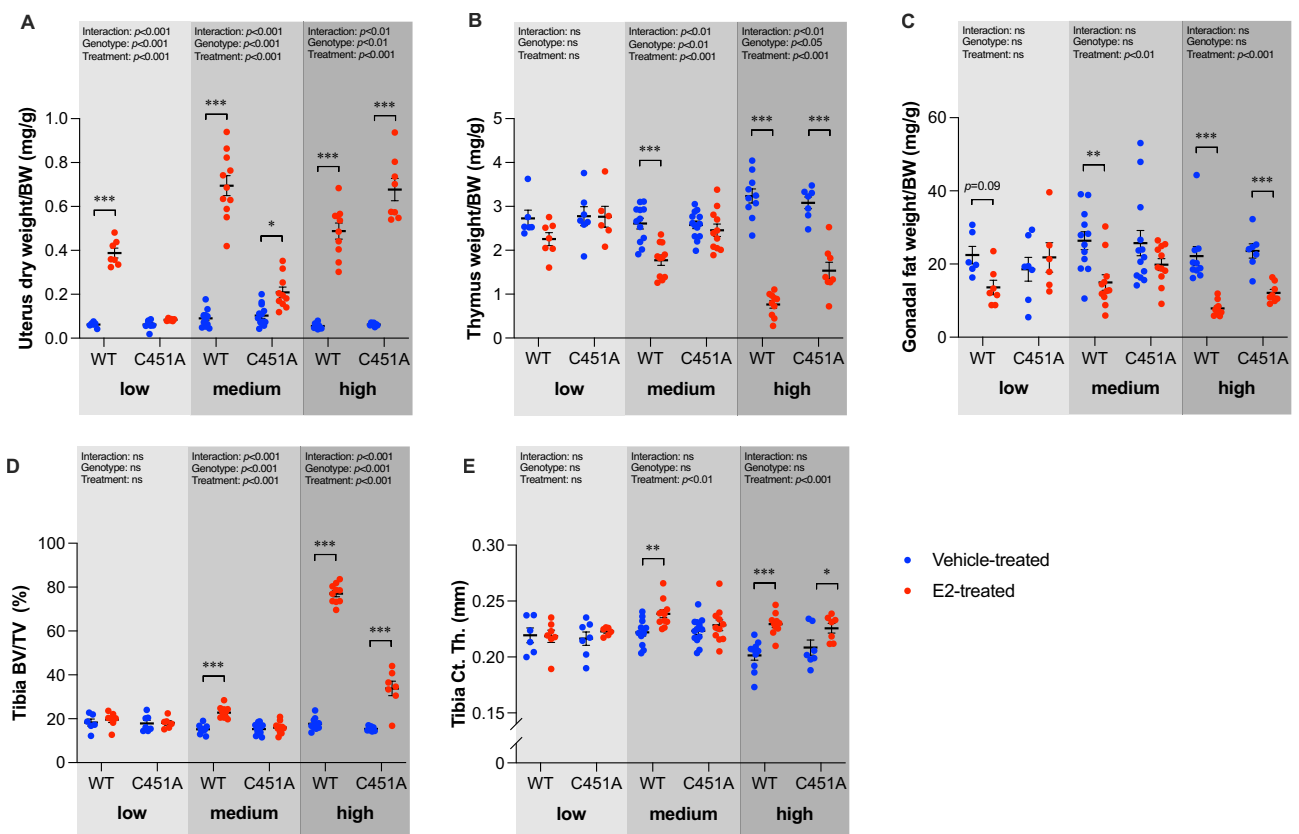 A
Interaction: p<0.001
Genotype: p<0.001
Treatment: p<0.001
Interaction: p<0.001
Genotype: p<0.001
Treatment: p<0.001
Interaction: p<0.01
Genotype: p<0.01
Treatment: p<0.001
Uterus dry weight/BW (mg/g)
1.0
0.8
0.6
0.4
0.2
0.0
***
***
*
***
***
WT C451A WT C451A WT C451A
low medium high
B
Interaction: ns
Genotype: ns
Treatment: ns
Interaction: p<0.01
Genotype: p<0.01
Treatment: p<0.001
Interaction: p<0.01
Genotype: p<0.05
Treatment: p<0.001
Thymus weight/BW (mg/g)
5
4
3
2
1
0
***
***
***
WT C451A WT C451A WT C451A
low medium high
C
Interaction: ns
Genotype: ns
Treatment: ns
Interaction: ns
Genotype: ns
Treatment: p<0.01
Interaction: ns
Genotype: ns
Treatment: p<0.001
Gonadal fat weight/BW (mg/g)
60
40
20
0
p=0.09
**
***
***
WT C451A WT C451A WT C451A
low medium high
D
Interaction: ns
Genotype: ns
Treatment: ns
Interaction: p<0.001
Genotype: p<0.001
Treatment: p<0.001
Interaction: p<0.001
Genotype: p<0.001
Treatment: p<0.001
Tibia BV/TV (%)
100
80
60
40
20
0
***
***
***
WT C451A WT C451A WT C451A
low medium high
E
Interaction: ns
Genotype: ns
Treatment: ns
Interaction: ns
Genotype: ns
Treatment: p<0.01
Interaction: ns
Genotype: ns
Treatment: p<0.001
Tibia Ct. Th. (mm)
0.30
0.25
0.20
0.15
0
**
***
*
WT C451A WT C451A WT C451A
low medium high
Vehicle-treated
E2-treated